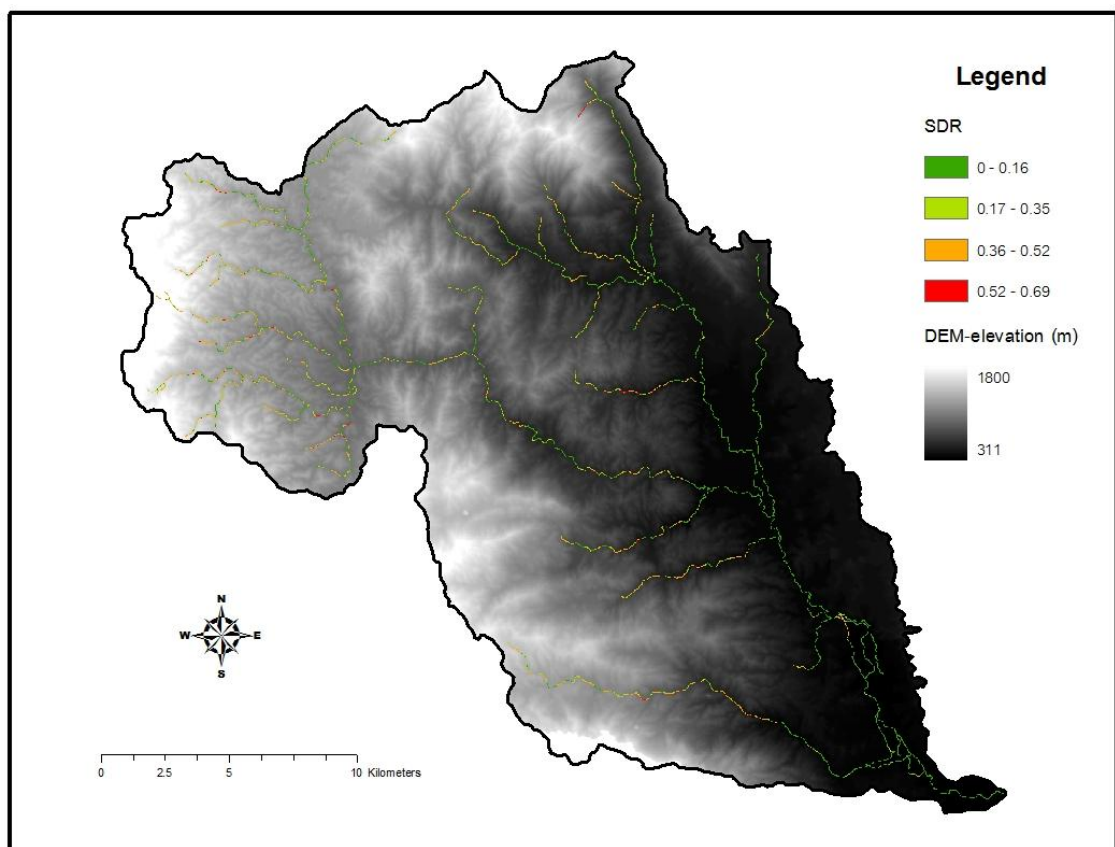 Legend
SDR
0 - 0.16
0.17 - 0.35
0.36 - 0.52
0.52 - 0.69
DEM-elevation (m)
1800
311
N
W E
S
0 2.5 5 10 Kilometers